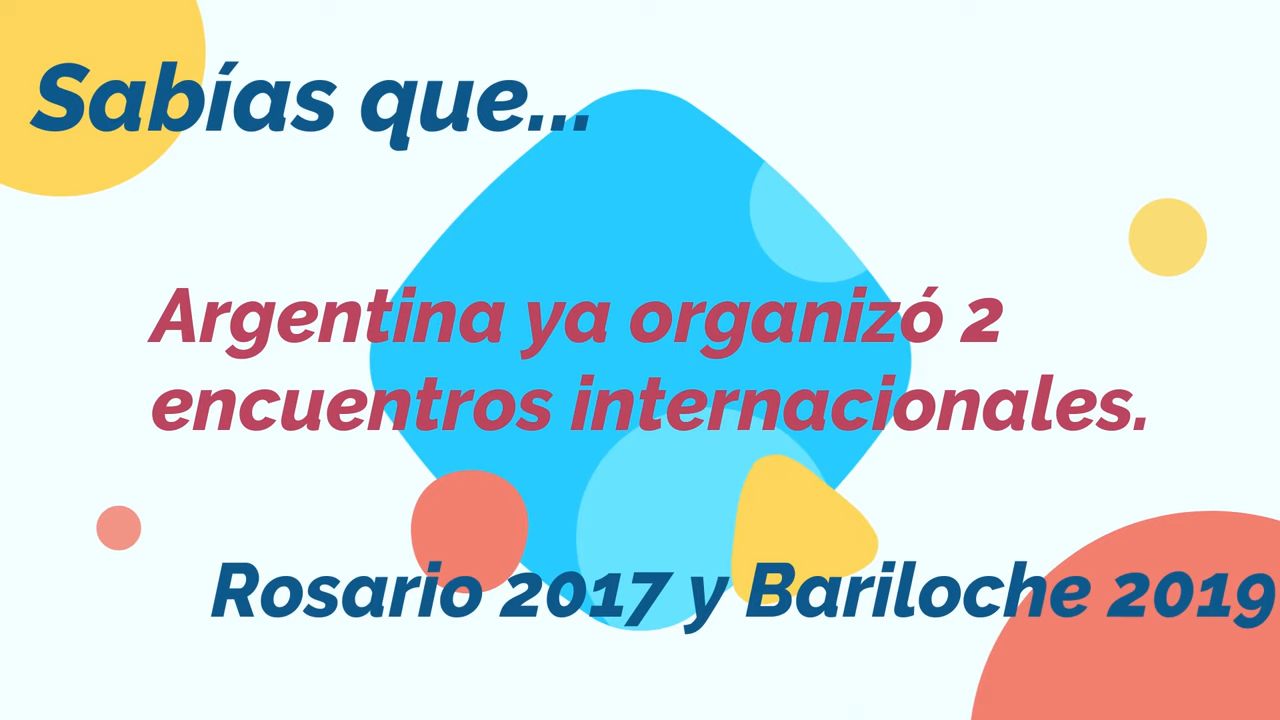 Sabías que...
Argentina ya organizó 2
encuentros internacionales.
Rosario 2017 y Bariloche 2019